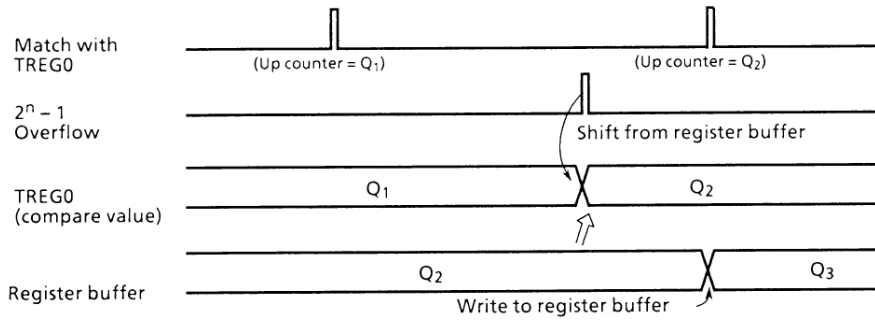 Match with
TREG0
(Up counter = Q₁)
(Up counter = Q₂)
2ⁿ – 1
Overflow
Shift from register buffer
TREG0
(compare value)
Q₁
Q₂
Register buffer
Q₂
Q₃
Write to register buffer